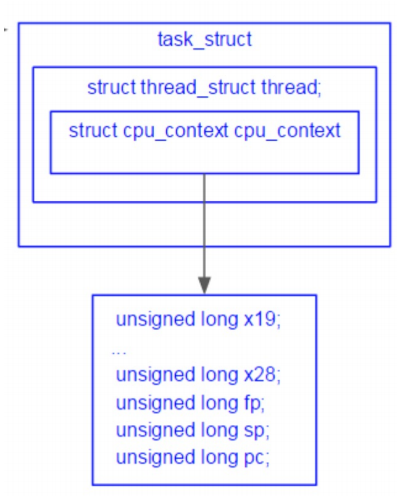 task_struct
struct thread_struct thread;
struct cpu_context cpu_context
unsigned long x19;
...
unsigned long x28;
unsigned long fp;
unsigned long sp;
unsigned long pc;